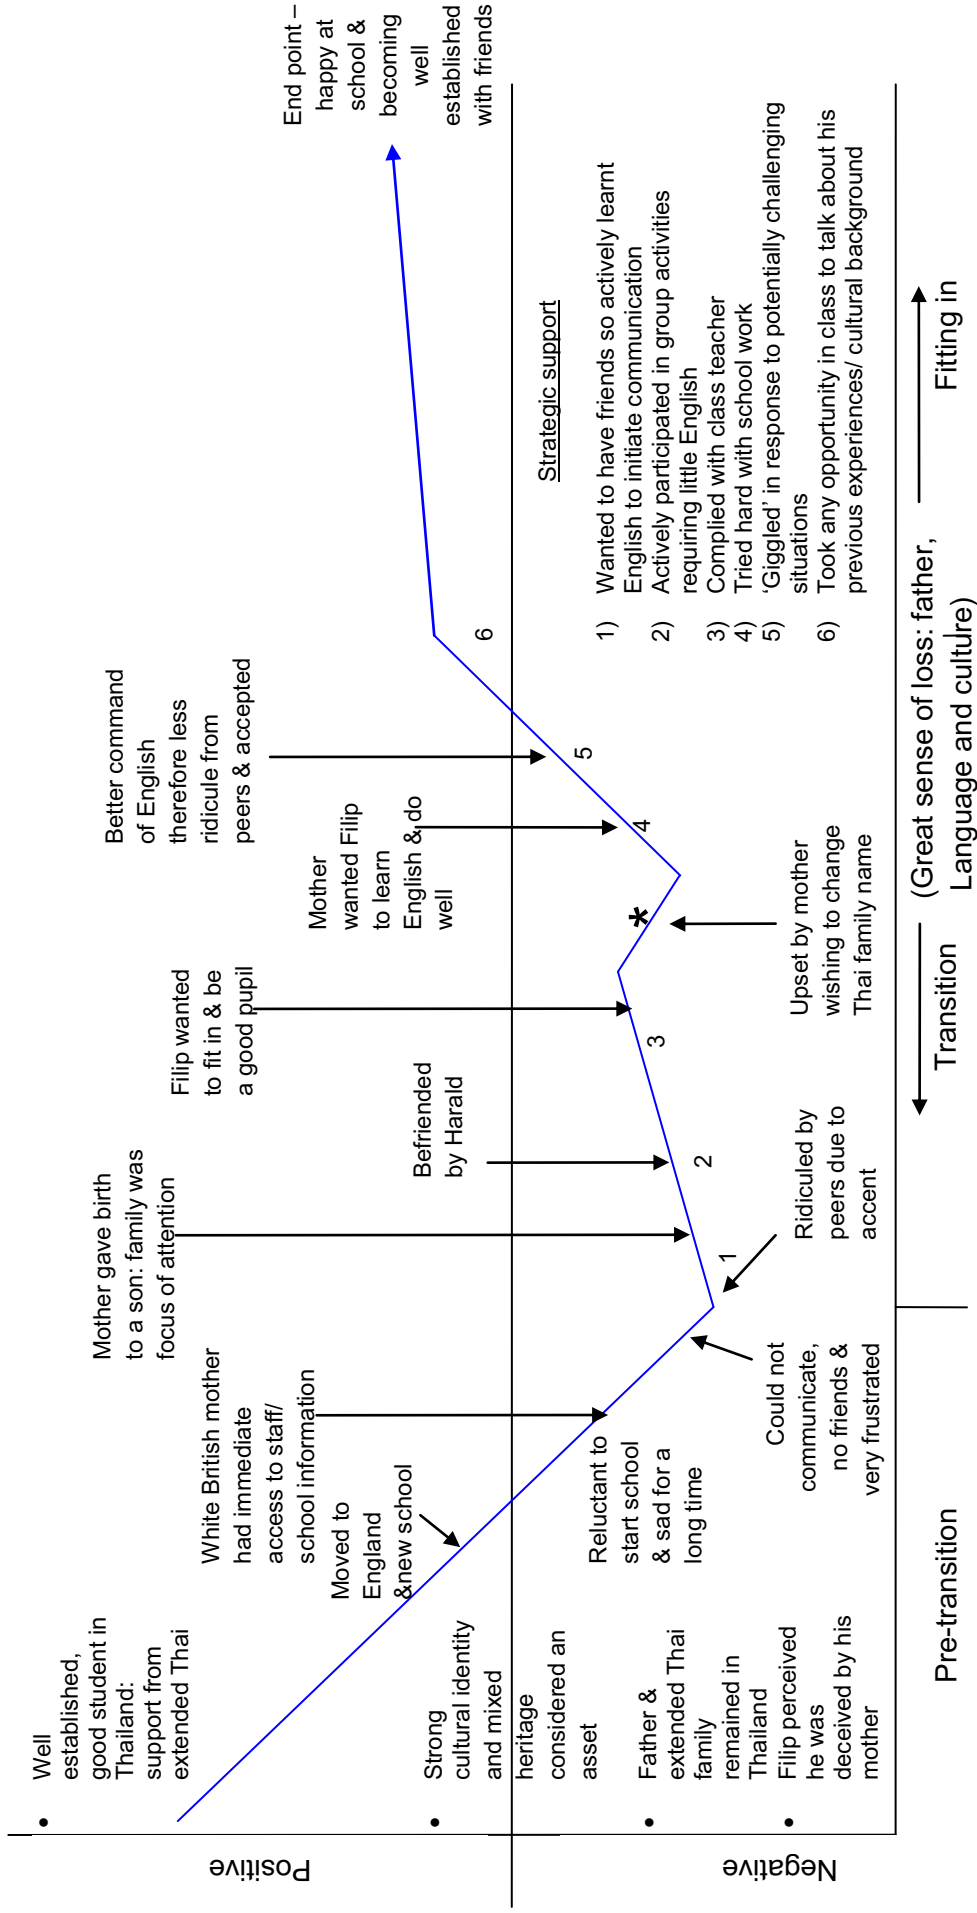 Positive
Negative
• Well
established,
good student in
Thailand:
support from
extended Thai
• Strong
cultural identity
and mixed
heritage
considered an
asset
• Father &
extended Thai
family
remained in
Thailand
• Filip perceived
he was
deceived by his
mother
White British mother
had immediate
access to staff/
school information
Moved to
England
&new school
Reluctant to
start school
& sad for a
long time
Could not
communicate,
no friends &
very frustrated
Mother gave birth
to a son: family was
focus of attention
Ridiculed by
peers due to
accent
1
Befriended
by Harald
2
Filip wanted
to fit in & be
a good pupil
3
*
Upset by mother
wishing to change
Thai family name
Mother
wanted Filip
to learn
English & do
well
4
Better command
of English
therefore less
ridicule from
peers & accepted
5
6
End point –
happy at
school &
becoming
well
established
with friends
Strategic support
1) Wanted to have friends so actively learnt
English to initiate communication
2) Actively participated in group activities
requiring little English
3) Complied with class teacher
4) Tried hard with school work
5) ‘Giggled’ in response to potentially challenging
situations
6) Took any opportunity in class to talk about his
previous experiences/ cultural background
Pre-transition
Transition
(Great sense of loss: father,
Language and culture)
Fitting in